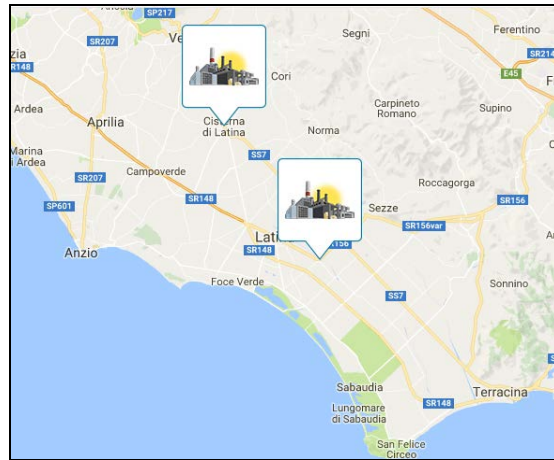 SP217
SR207
Segni
Ferentino
SR148
SR214
E45
Cori
Ardea
Aprilia
Cisterna
di Latina
Norma
Carpineto
Romano
Supino
Marina
di Ardea
SS7
Campoverde
SR207
SR148
Roccagorga
SP601
Sezze
SR156
SR156var
Anzio
SR148
SR156
Foce Verde
SS7
Sonnino
Sabaudia
Terracina
SR148
Lungomare
di Sabaudia
San Felice
Circeo